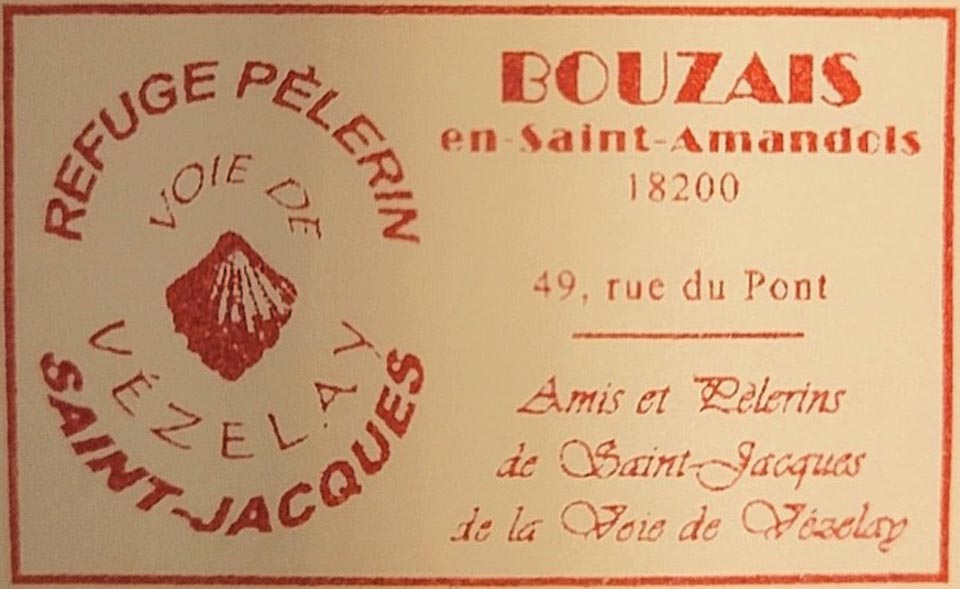 REFUGE PÈLERIN
VOIE DE
VÉZELAY
SAINT-JACQUES
BOUZAIS
en-Saint-Amandois
18200
49, rue du Pont
Amis et Pèlerins
de Saint-Jacques
de la Voie de Vézelay